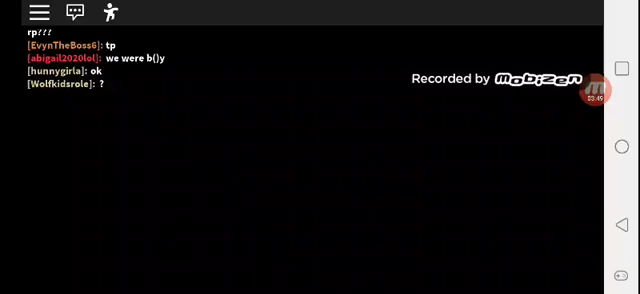 rp???
[EvynTheBoss6]: tp
[abigail2020lol]: we were b()y
[hunnygirla]: ok
[Wolfkidsrole]: ?
Recorded by mobizen
03:49